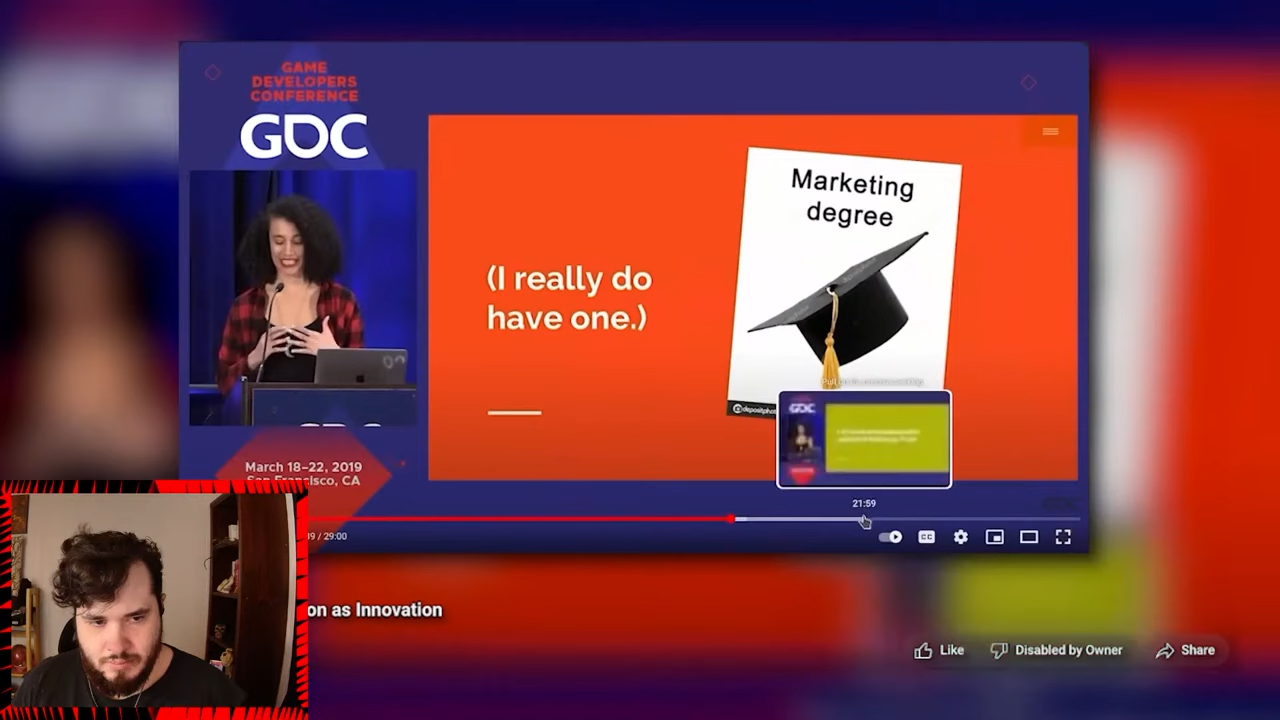 GAME
DEVELOPERS
CONFERENCE
GDC
Marketing
degree
(I really do
have one.)
March 18–22, 2019
San Francisco, CA
21:59
/ 29:00
CC
on as Innovation
Like
Disabled by Owner
Share